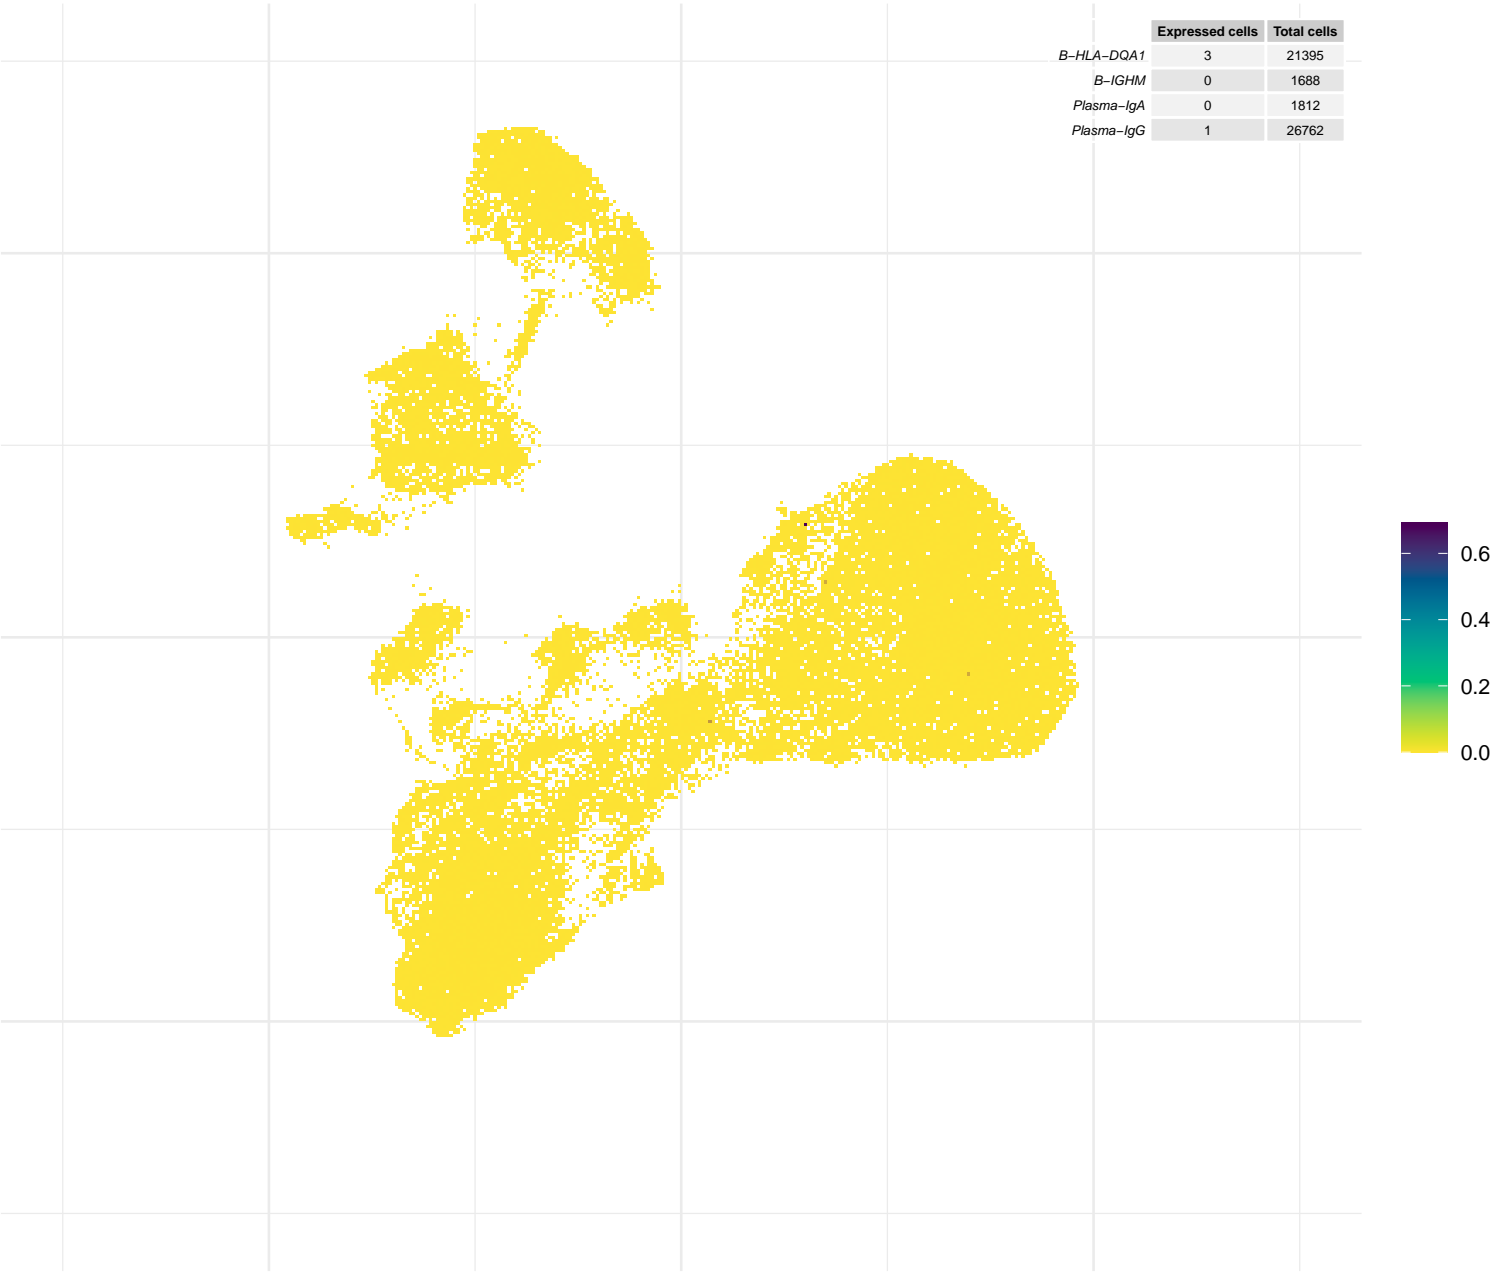 Expressed cells Total cells
B−HLA−DQA1 3 21395
B−IGHM 0 1688
Plasma−IgA 0 1812
Plasma−IgG 1 26762
0.6
0.4
0.2
0.0